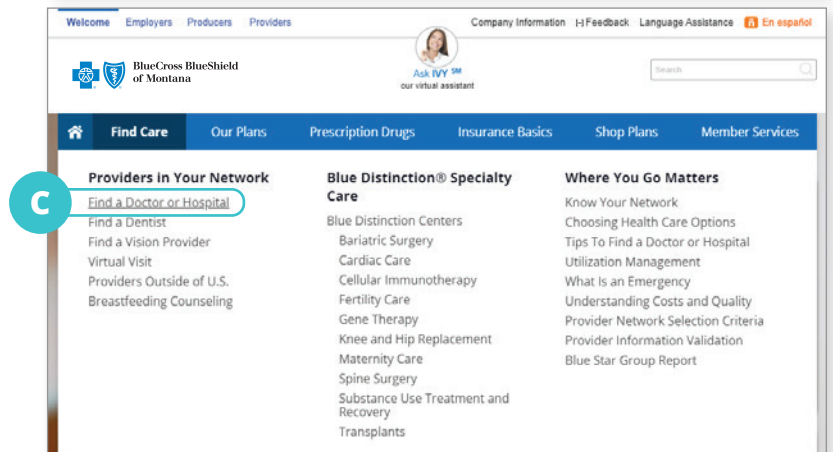 Welcome Employers Producers Providers
Company Information [-] Feedback Language Assistance En español
BlueCross BlueShield
of Montana
Ask IVY SM
our virtual assistant
Search
Find Care Our Plans Prescription Drugs Insurance Basics Shop Plans Member Services
C
Providers in Your Network
Find a Doctor or Hospital
Find a Dentist
Find a Vision Provider
Virtual Visit
Providers Outside of U.S.
Breastfeeding Counseling
Blue Distinction® Specialty
Care
Blue Distinction Centers
Bariatric Surgery
Cardiac Care
Cellular Immunotherapy
Fertility Care
Gene Therapy
Knee and Hip Replacement
Maternity Care
Spine Surgery
Substance Use Treatment and
Recovery
Transplants
Where You Go Matters
Know Your Network
Choosing Health Care Options
Tips To Find a Doctor or Hospital
Utilization Management
What Is an Emergency
Understanding Costs and Quality
Provider Network Selection Criteria
Provider Information Validation
Blue Star Group Report